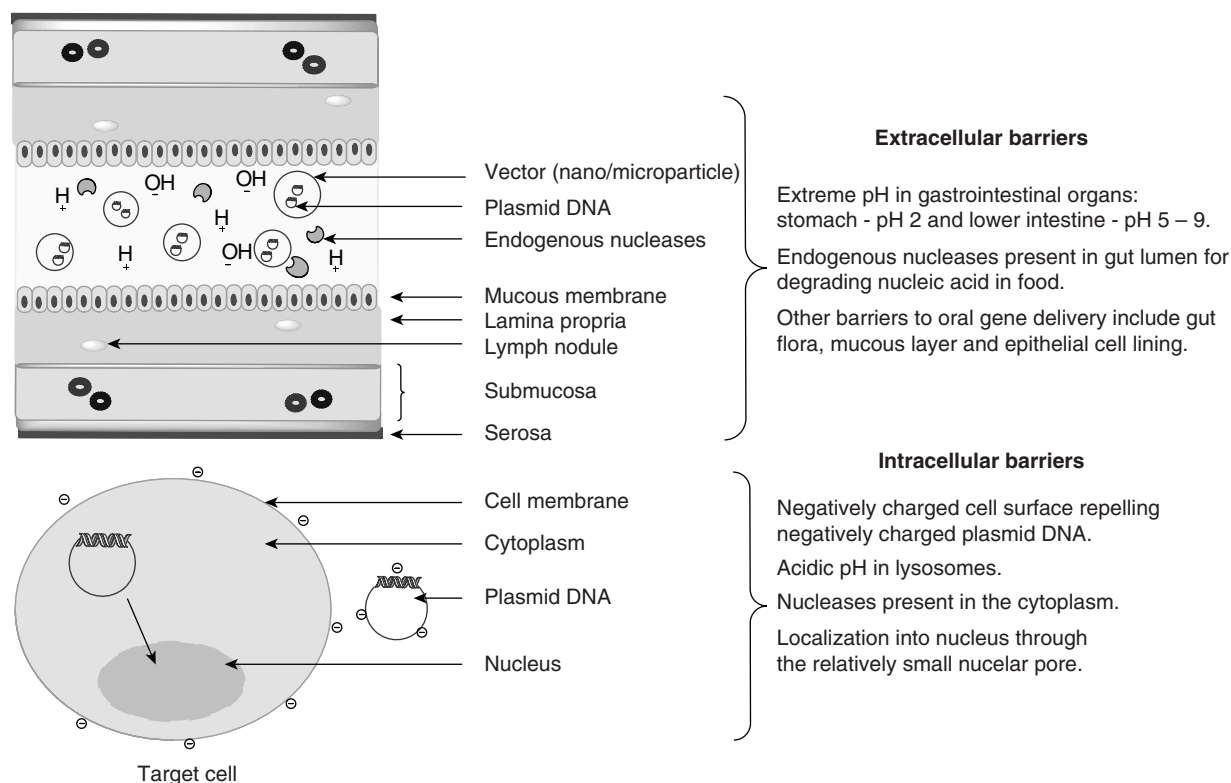 H
+
OH
–
OH
–
H
+
H
+
OH
–
H
+
Vector (nano/microparticle)
Plasmid DNA
Endogenous nucleases
Mucous membrane
Lamina propria
Lymph nodule
Submucosa
Serosa
Extracellular barriers
Extreme pH in gastrointestinal organs:
stomach - pH 2 and lower intestine - pH 5 – 9.
Endogenous nucleases present in gut lumen for
degrading nucleic acid in food.
Other barriers to oral gene delivery include gut
flora, mucous layer and epithelial cell lining.
Cell membrane
Cytoplasm
Plasmid DNA
Nucleus
Target cell
Intracellular barriers
Negatively charged cell surface repelling
negatively charged plasmid DNA.
Acidic pH in lysosomes.
Nucleases present in the cytoplasm.
Localization into nucleus through
the relatively small nucelar pore.